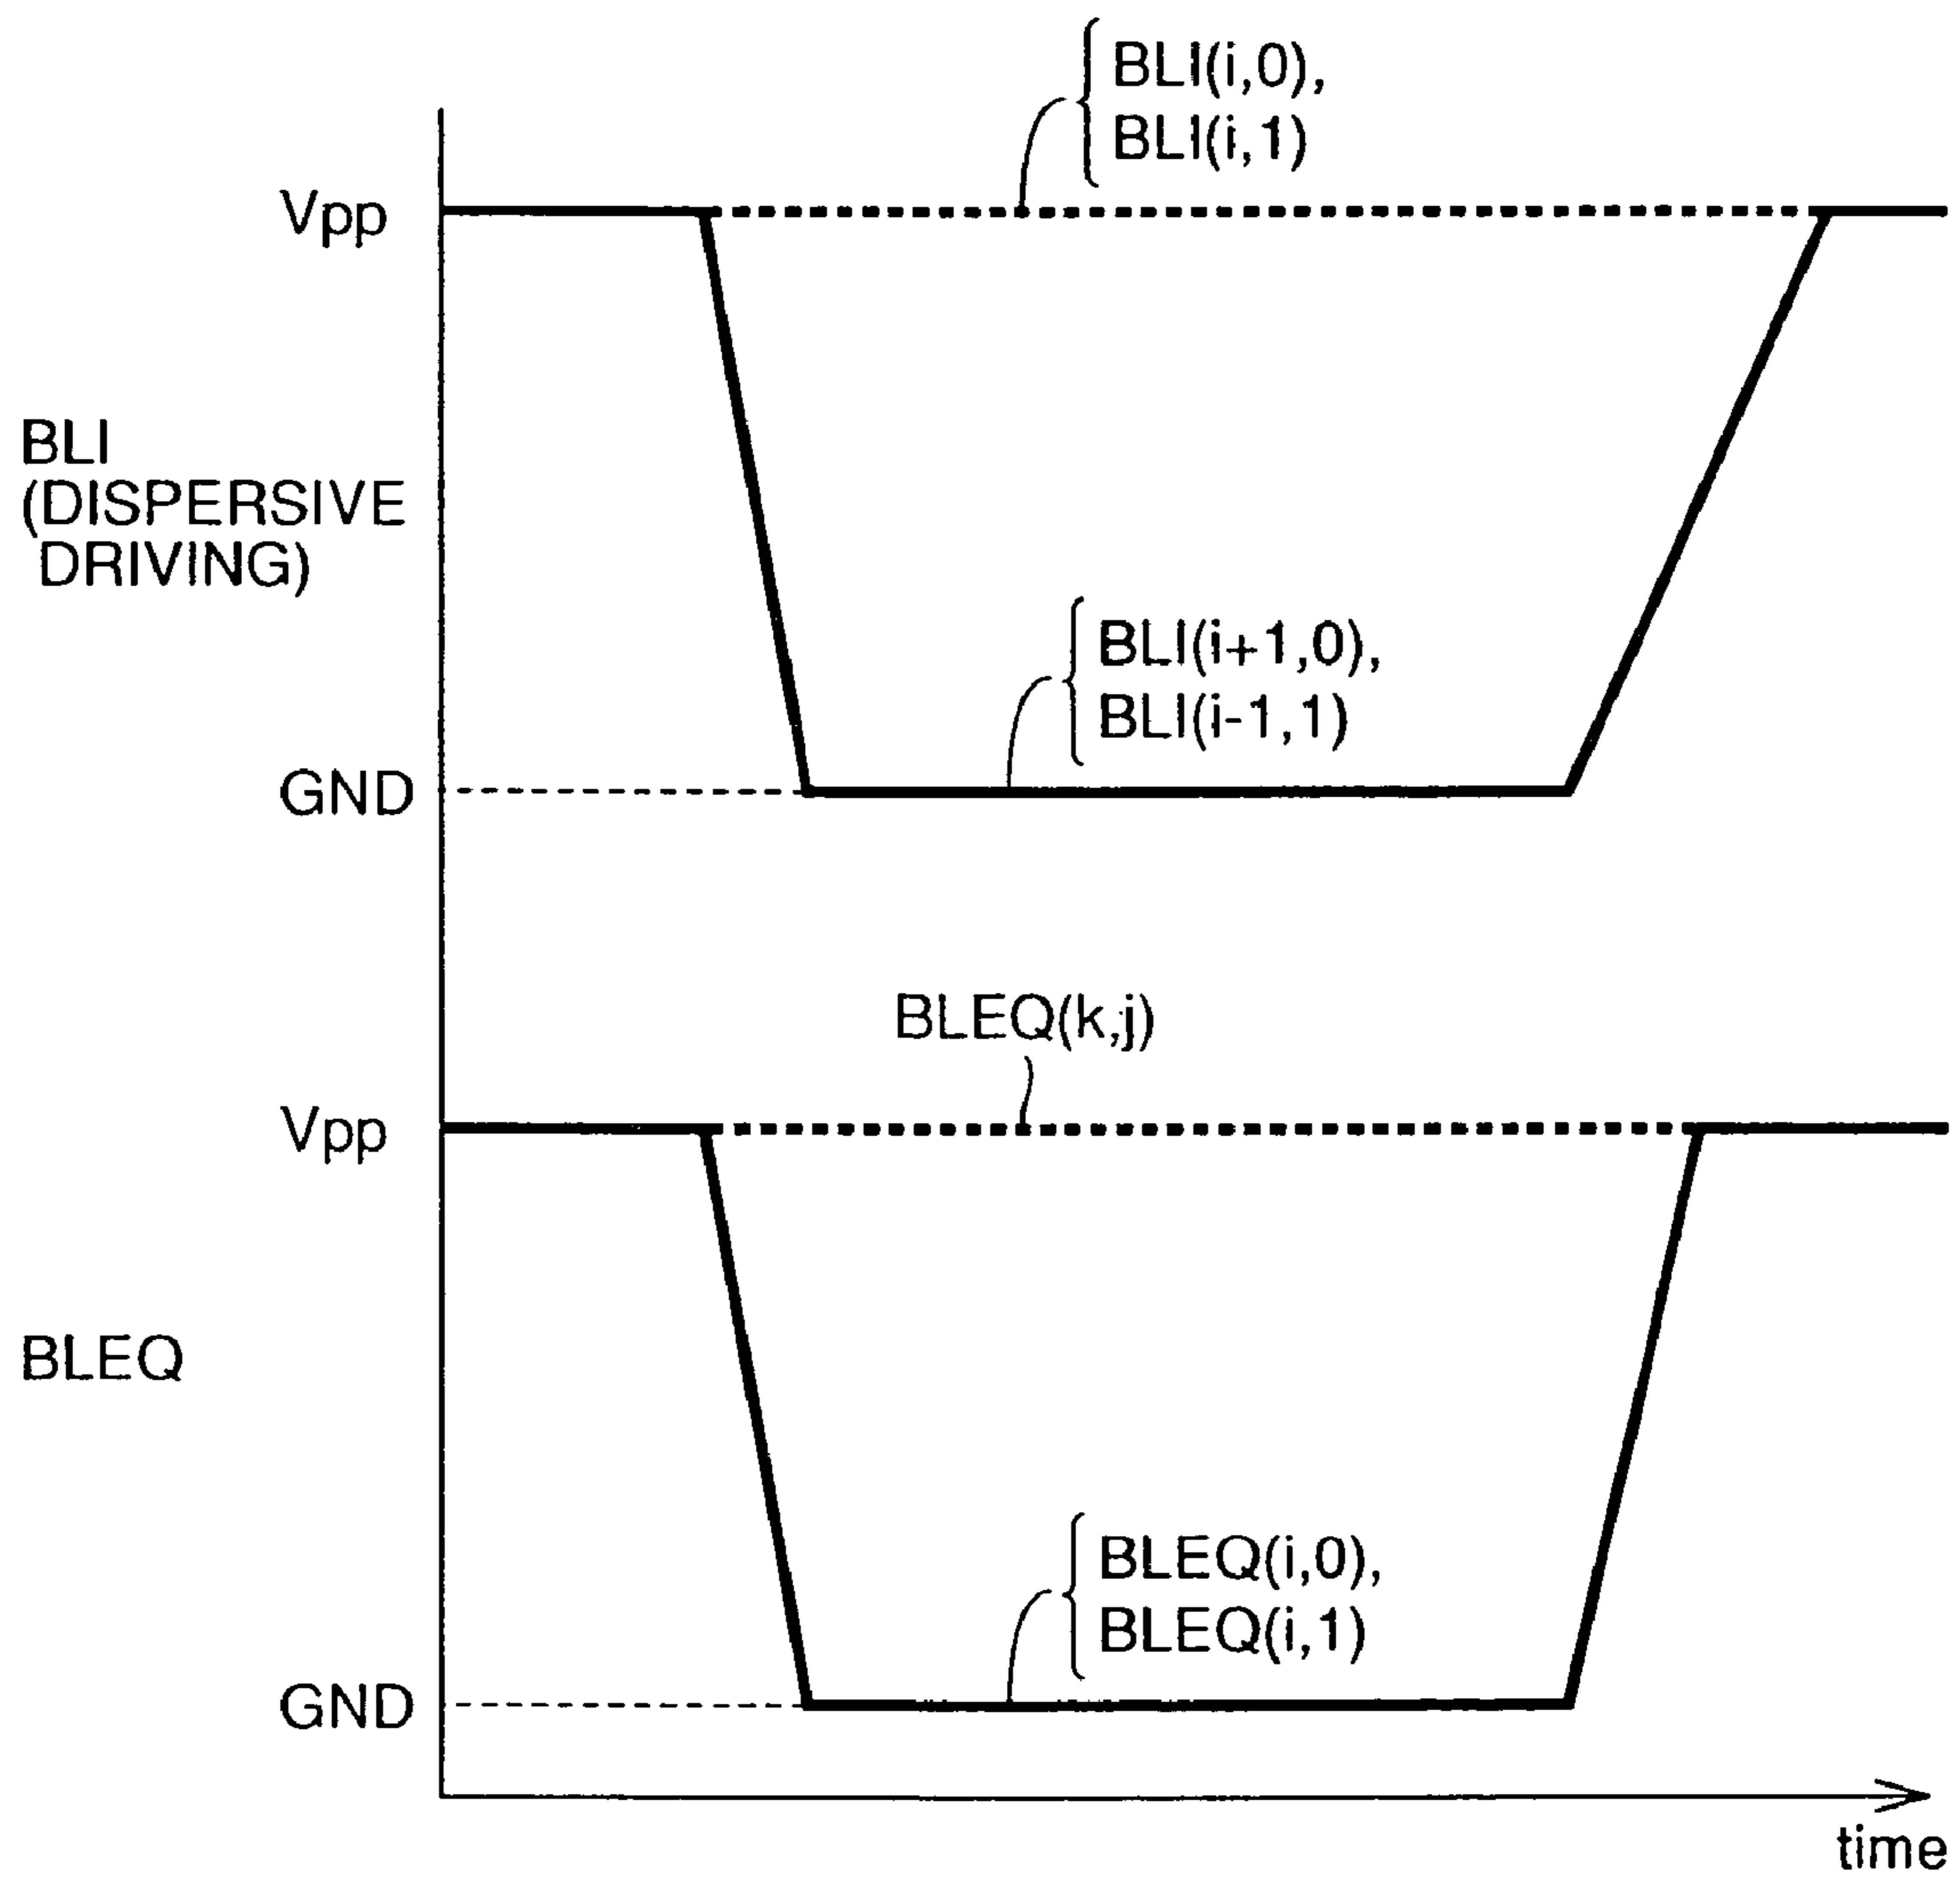 BLI(i,0),
BLI(i,1)
Vpp
BLI
(DISPERSIVE
DRIVING)
BLI(i+1,0),
BLI(i-1,1)
GND
BLEQ(k,j)
Vpp
BLEQ
BLEQ(i,0),
BLEQ(i,1)
GND
time